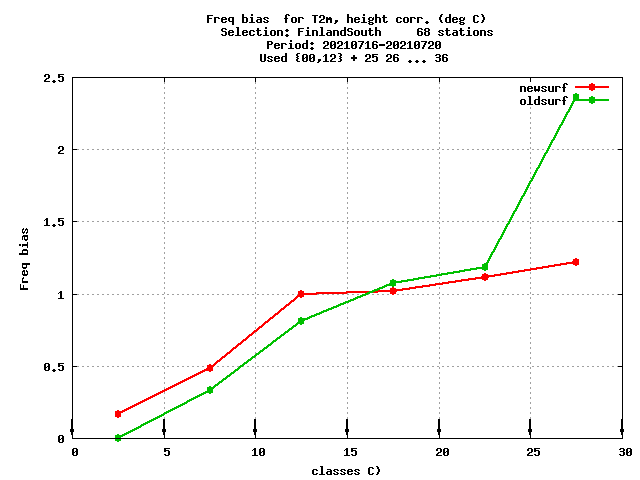 Freq bias  for T2m, height corr. (deg C)
Selection: FinlandSouth     68 stations
Period: 20210716-20210720
Used {00,12} + 25 26 ... 36
newsurf
oldsurf
2.5
2
1.5
1
0.5
0
Freq bias
0 5 10 15 20 25 30
classes C)